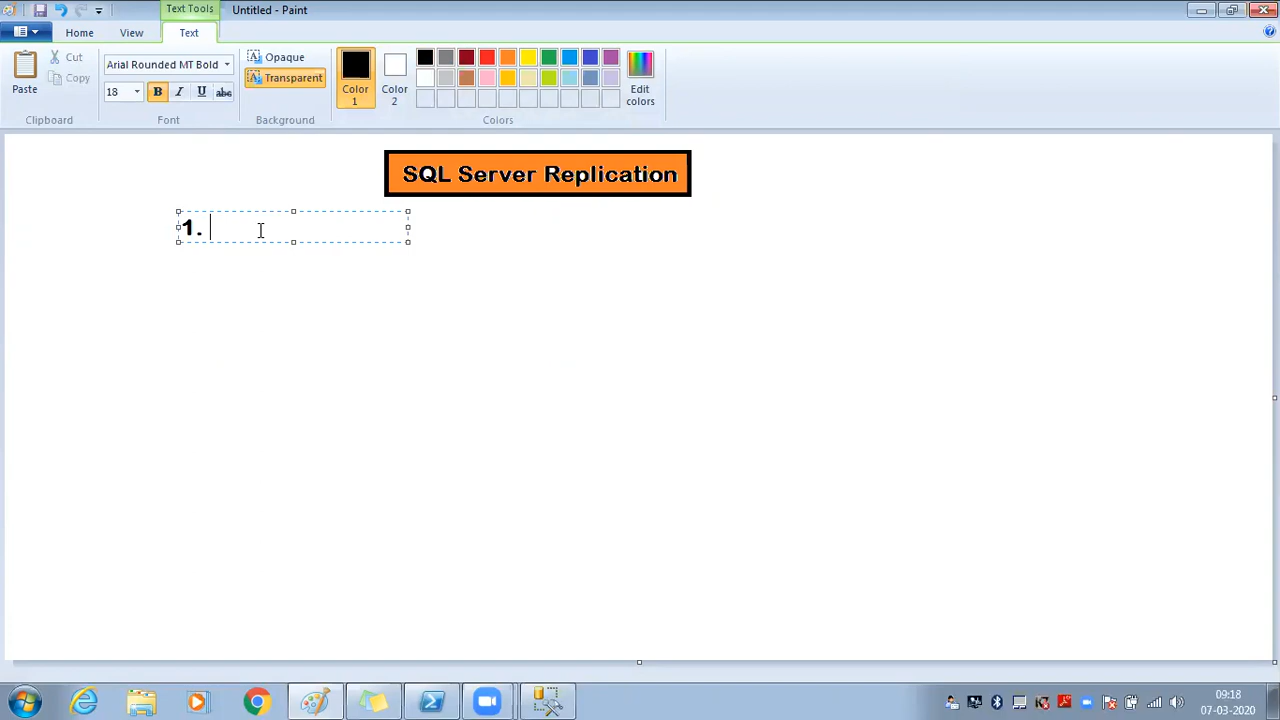 Text Tools
Untitled - Paint
Home View Text
Paste
Cut
Copy
Clipboard
Arial Rounded MT Bold
18 B I U abc
Font
Opaque
Transparent
Background
Color 1
Color 2
Edit colors
Colors
SQL Server Replication
1.
09:18
07-03-2020